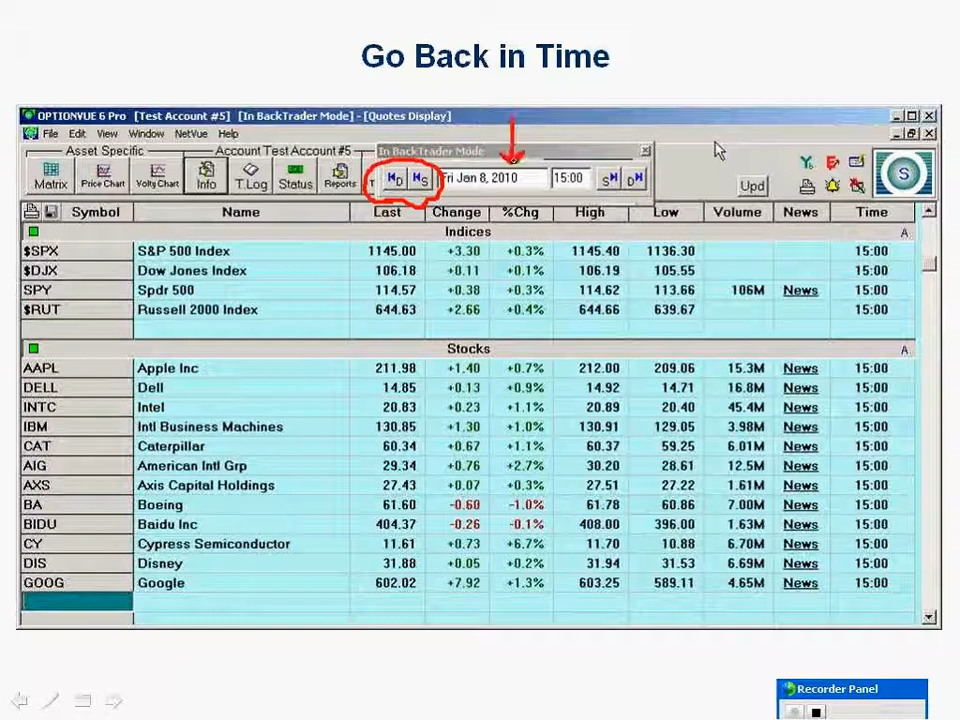 Go Back in Time
OPTIONVUE 6 Pro [Test Account #5] [In BackTrader Mode] - [Quotes Display]
File Edit View Window NetVue Help
Asset Specific Account Test Account #5 In BackTrader Mode
Matrix Price Chart Volty Chart Info T.Log Status Reports D S Fri Jan 8, 2010 15:00 S D Upd S
Symbol Name Last Change %Chg High Low Volume News Time
Indices A
$SPX S&P 500 Index 1145.00 +3.30 +0.3% 1145.40 1136.30 15:00
$DJX Dow Jones Index 106.18 +0.11 +0.1% 106.19 105.55 15:00
SPY Spdr 500 114.57 +0.38 +0.3% 114.62 113.66 106M News 15:00
$RUT Russell 2000 Index 644.63 +2.66 +0.4% 644.66 639.67 15:00
Stocks A
AAPL Apple Inc 211.98 +1.40 +0.7% 212.00 209.06 15.3M News 15:00
DELL Dell 14.85 +0.13 +0.9% 14.92 14.71 16.8M News 15:00
INTC Intel 20.83 +0.23 +1.1% 20.89 20.40 45.4M News 15:00
IBM Intl Business Machines 130.85 +1.30 +1.0% 130.91 129.05 3.98M News 15:00
CAT Caterpillar 60.34 +0.67 +1.1% 60.37 59.25 6.01M News 15:00
AIG American Intl Grp 29.34 +0.76 +2.7% 30.20 28.61 12.5M News 15:00
AXS Axis Capital Holdings 27.43 +0.07 +0.3% 27.51 27.22 1.61M News 15:00
BA Boeing 61.60 -0.60 -1.0% 61.78 60.86 7.00M News 15:00
BIDU Baidu Inc 404.37 -0.26 -0.1% 408.00 396.00 1.63M News 15:00
CY Cypress Semiconductor 11.61 +0.73 +6.7% 11.70 10.88 6.70M News 15:00
DIS Disney 31.88 +0.05 +0.2% 31.94 31.53 6.69M News 15:00
GOOG Google 602.02 +7.92 +1.3% 603.25 589.11 4.65M News 15:00
Recorder Panel